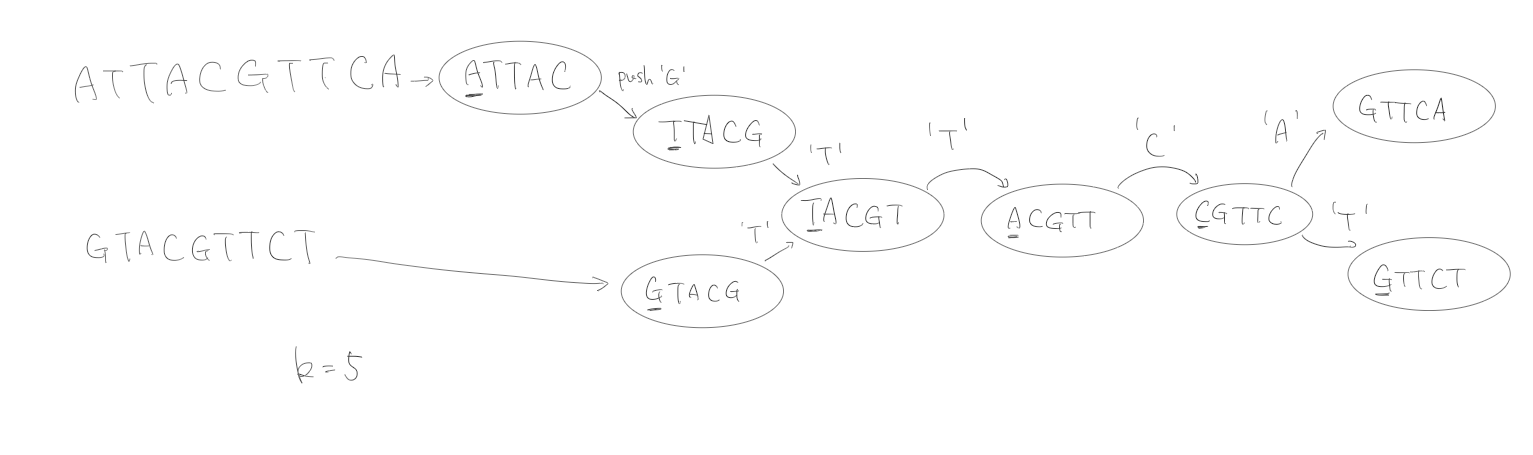 ATTACGTTCA
ATTAC
push 'G'
TTACG
'T'
'T'
'C'
'A'
GTTCA
GTACGTTCT
GTACG
'T'
TACGT
ACGTT
CGTTC
'T'
GTTCT
k=5